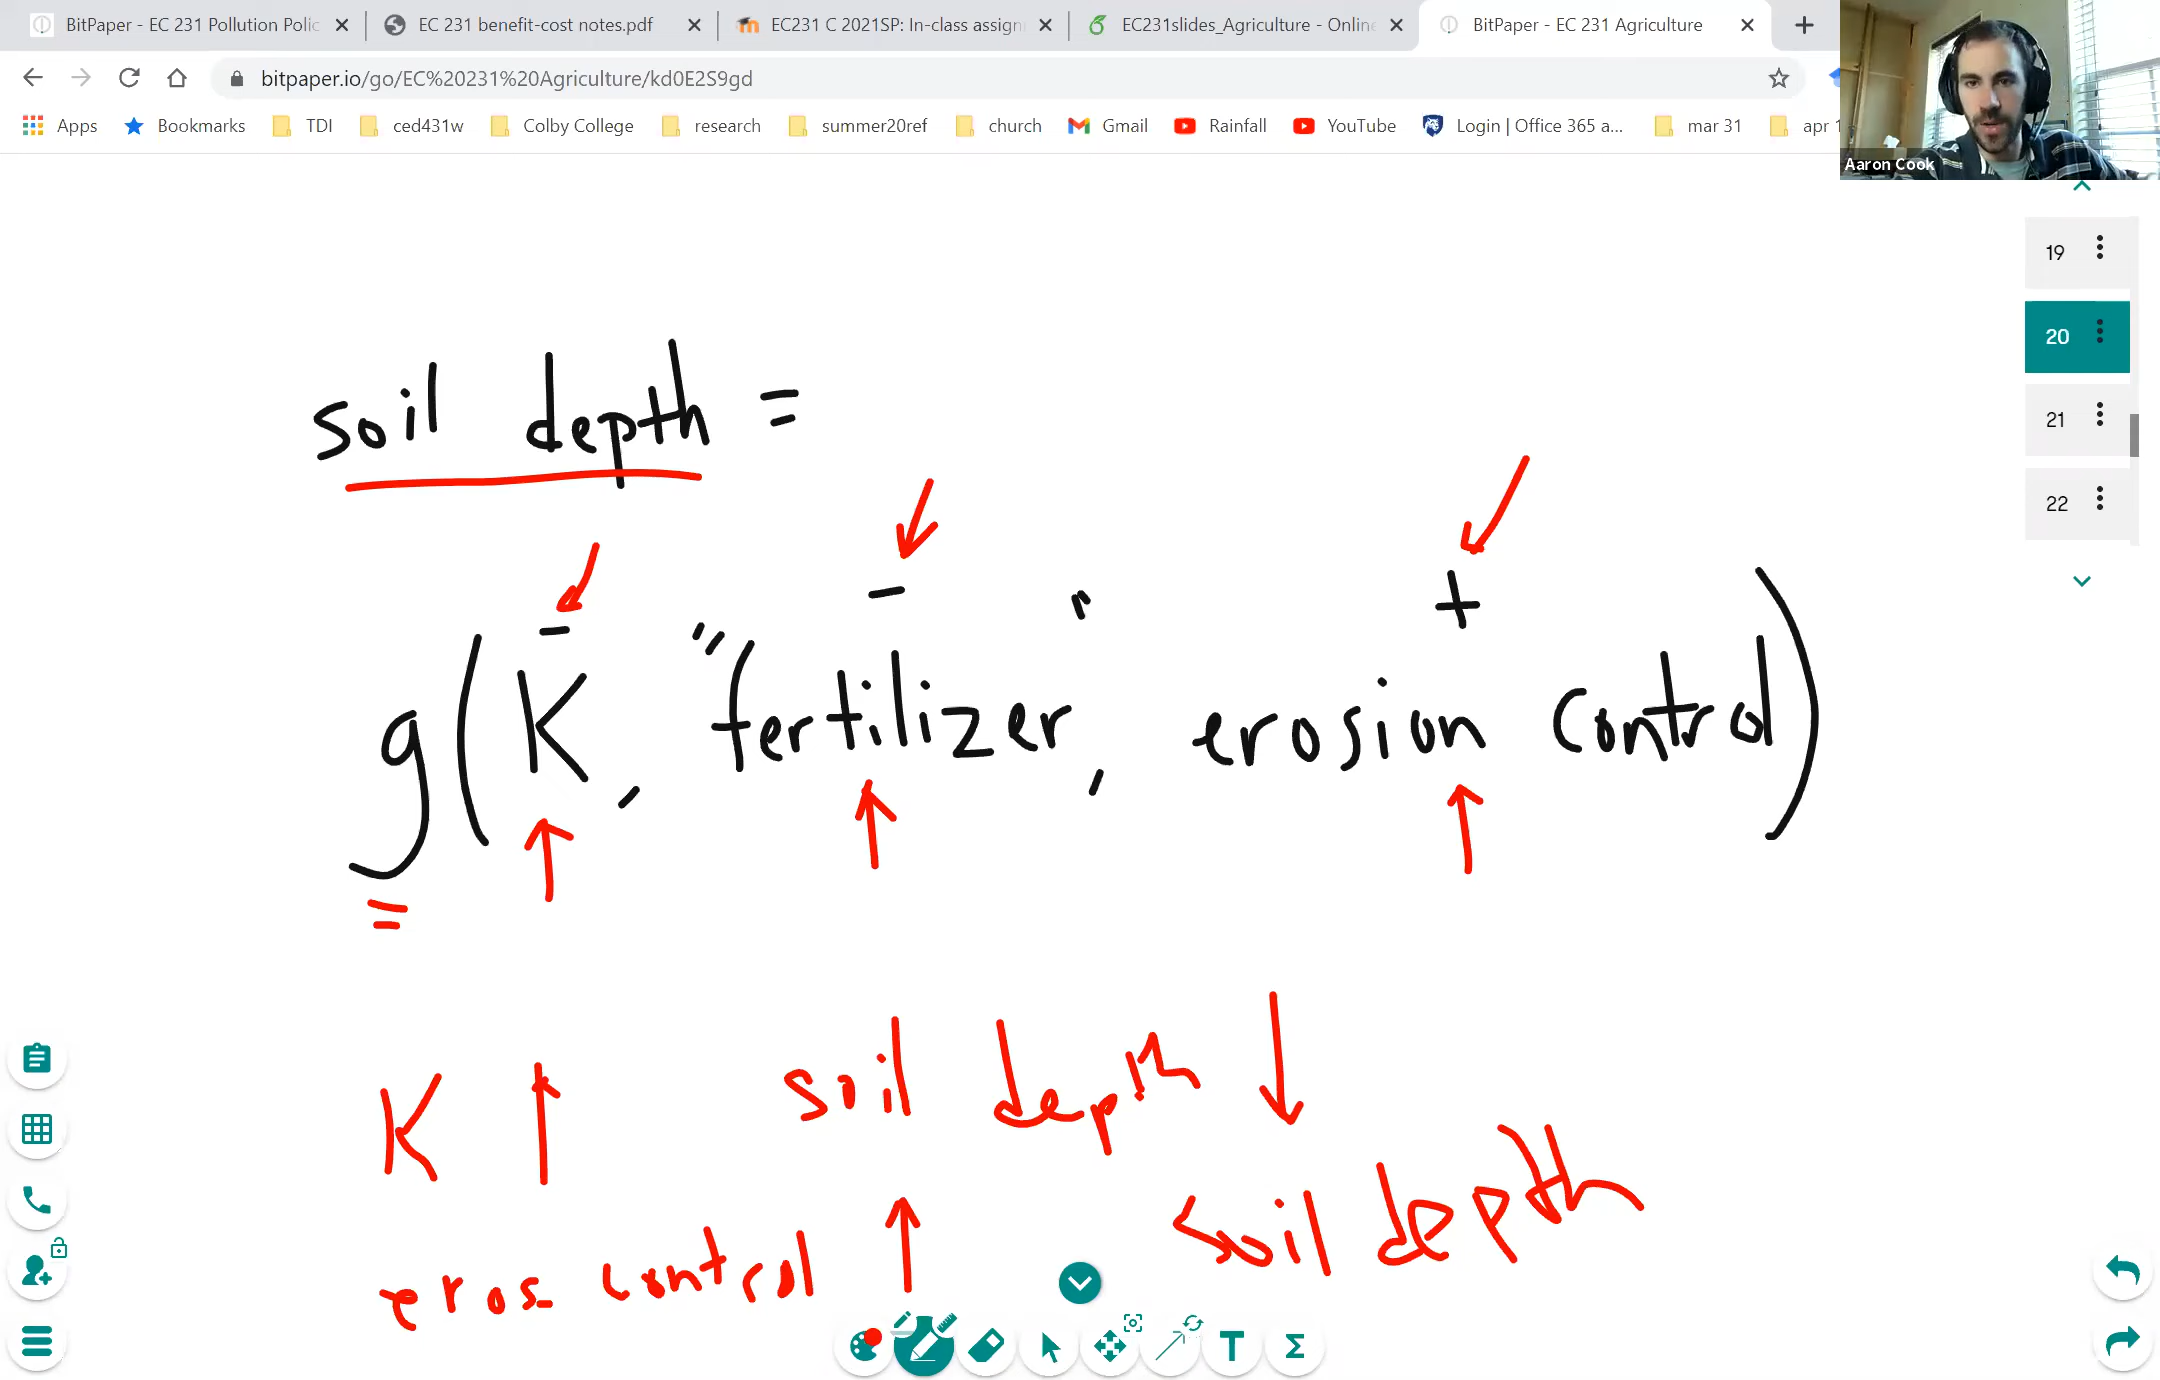 BitPaper - EC 231 Pollution Polic
EC 231 benefit-cost notes.pdf
EC231 C 2021SP: In-class assign
EC231slides_Agriculture - Online
BitPaper - EC 231 Agriculture
bitpaper.io/go/EC%20231%20Agriculture/kd0E2S9gd
Apps Bookmarks TDI ced431w Colby College research summer20ref church Gmail Rainfall YouTube Login | Office 365 a... mar 31 apr 1
Aaron Cook
19
20
21
22
soil depth =
- - +
g(K, "fertilizer", erosion control)
K ↑ soil depth ↓
eros control ↑ soil depth
T Σ